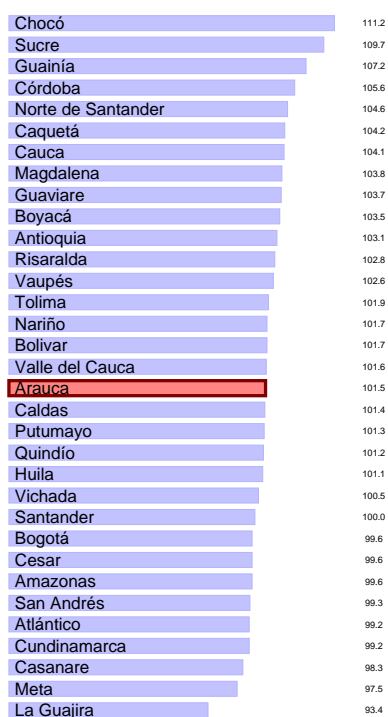 Chocó 111.2
Sucre 109.7
Guainía 107.2
Córdoba 105.6
Norte de Santander 104.6
Caquetá 104.2
Cauca 104.1
Magdalena 103.8
Guaviare 103.7
Boyacá 103.5
Antioquia 103.1
Risaralda 102.8
Vaupés 102.6
Tolima 101.9
Nariño 101.7
Bolivar 101.7
Valle del Cauca 101.6
Arauca 101.5
Caldas 101.4
Putumayo 101.3
Quindío 101.2
Huila 101.1
Vichada 100.5
Santander 100.0
Bogotá 99.6
Cesar 99.6
Amazonas 99.6
San Andrés 99.3
Atlántico 99.2
Cundinamarca 99.2
Casanare 98.3
Meta 97.5
La Guajira 93.4